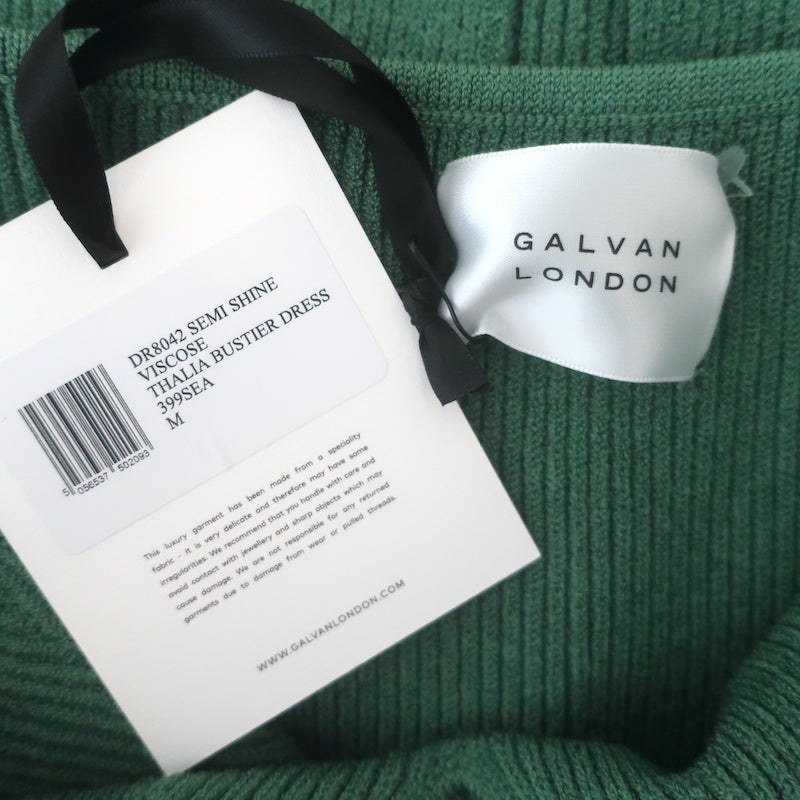 GALVAN
LONDON
DR8042 SEMI SHINE
VISCOSE
THALIA BUSTIER DRESS
399SEA
M
5 056537 502093
This luxury garment has been made from a speciality
fabric - it is very delicate and therefore may have some
irregularities. We recommend that you handle with care and
avoid contact with jewellery and sharp objects which may
cause damage. We are not responsible for any returned
garments due to damage from wear or pulled threads.
WWW.GALVANLONDON.COM